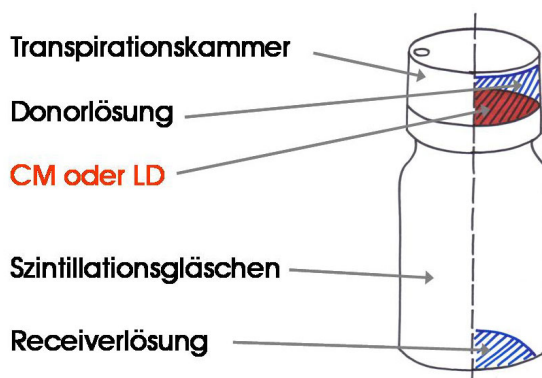 Transpirationskammer
Donorlösung
CM oder LD
Szintillationsgläschen
Receiverlösung